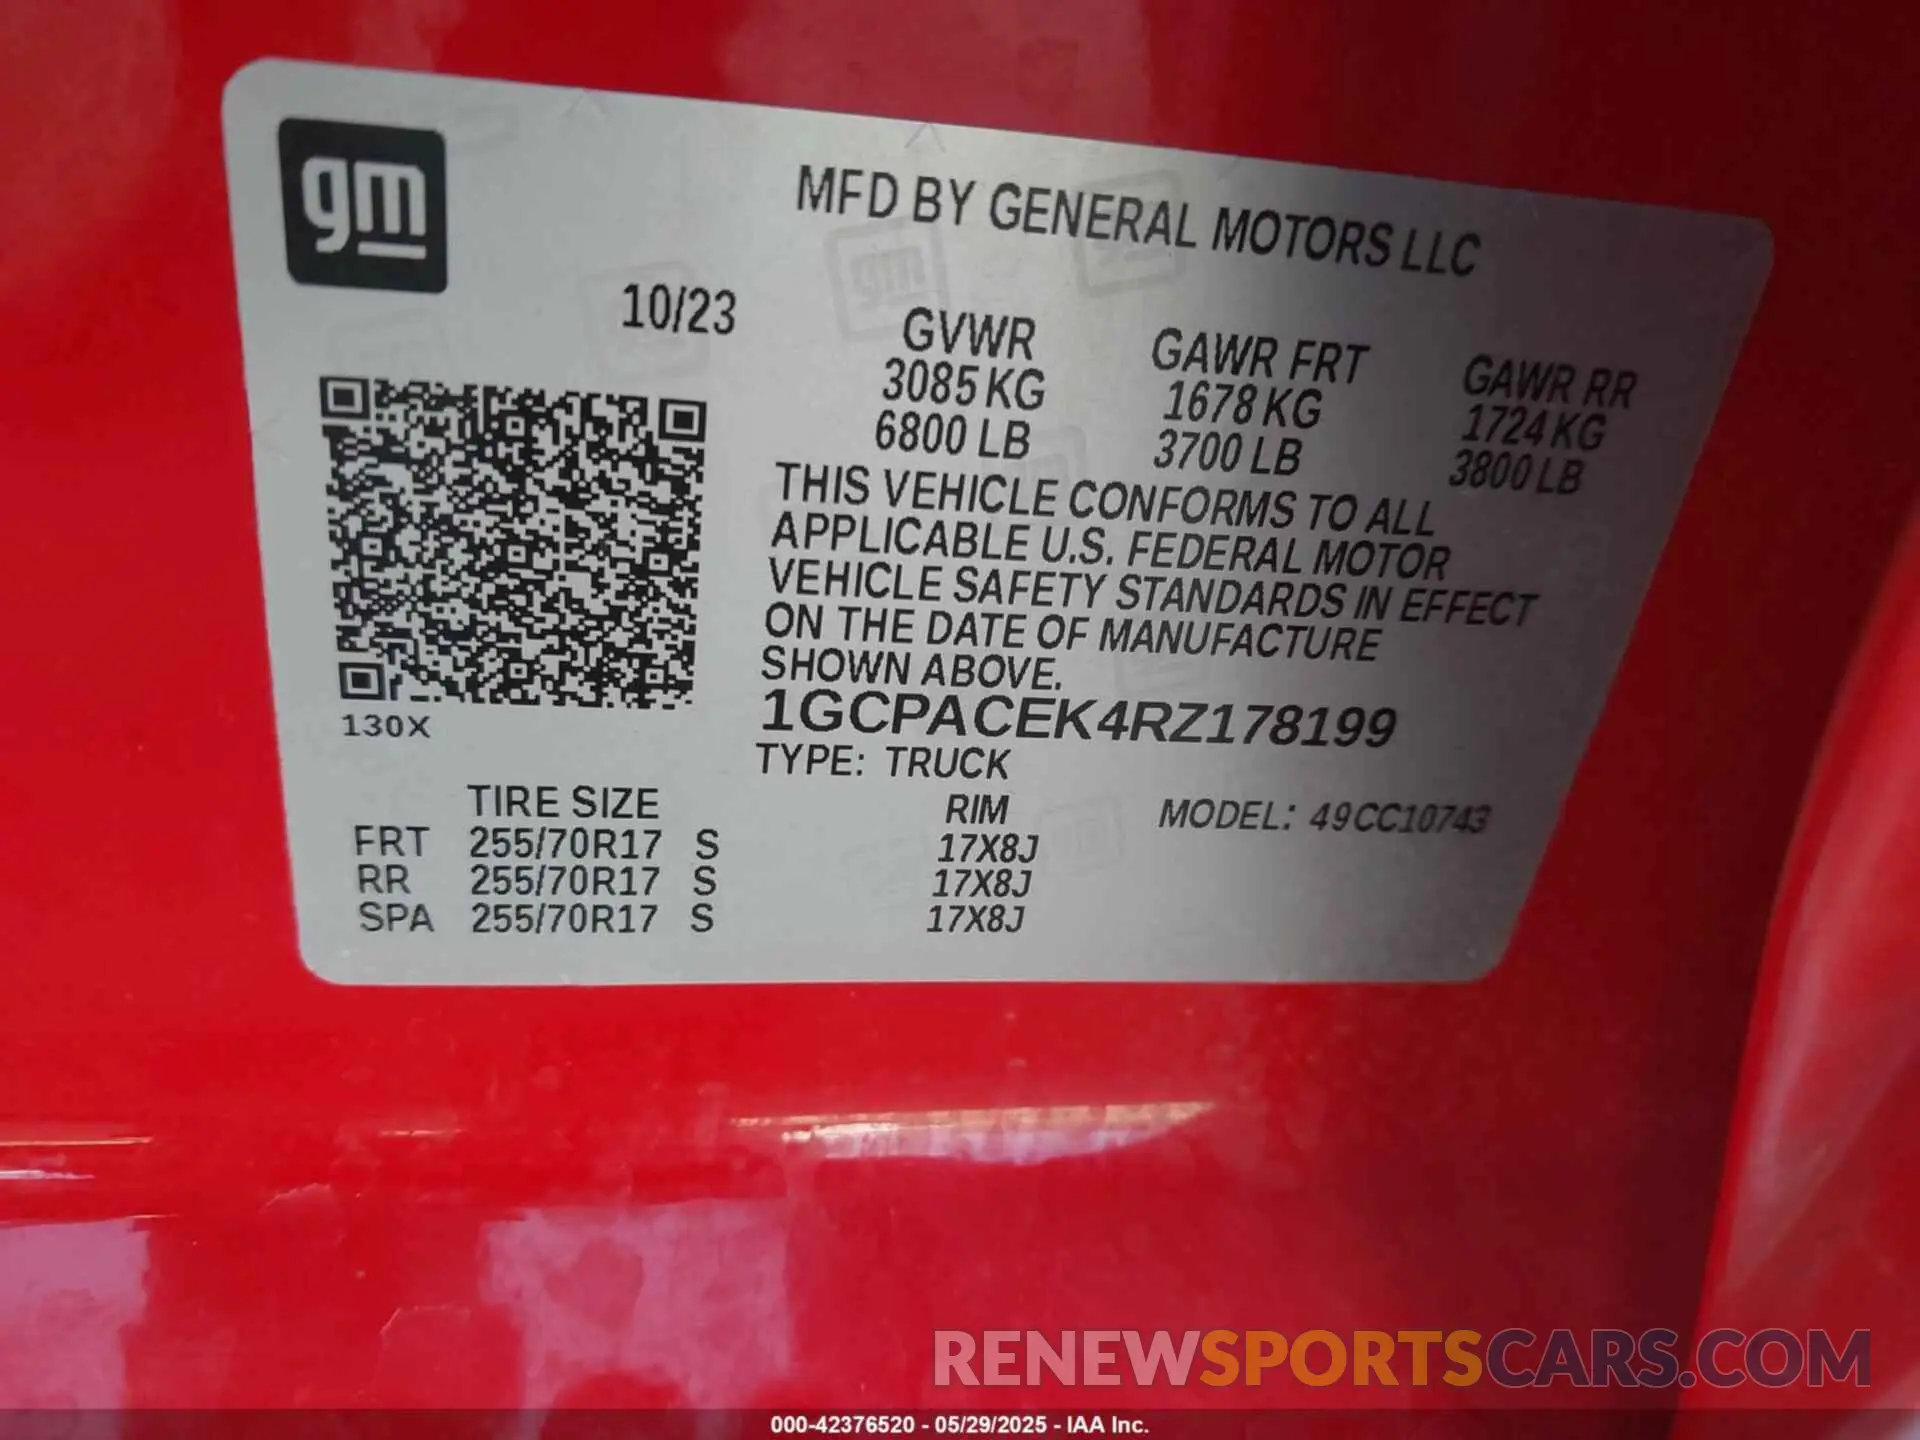 gm
MFD BY GENERAL MOTORS LLC
10/23
GVWR GAWR FRT GAWR RR
3085 KG 1678 KG 1724 KG
6800 LB 3700 LB 3800 LB
THIS VEHICLE CONFORMS TO ALL
APPLICABLE U.S. FEDERAL MOTOR
VEHICLE SAFETY STANDARDS IN EFFECT
ON THE DATE OF MANUFACTURE
SHOWN ABOVE.
1GCPACEK4RZ178199
130X
TYPE: TRUCK
TIRE SIZE RIM MODEL: 49CC10743
FRT 255/70R17 S 17X8J
RR 255/70R17 S 17X8J
SPA 255/70R17 S 17X8J
RENEWSPORTSCARS.COM
000-42376520 - 05/29/2025 - IAA Inc.